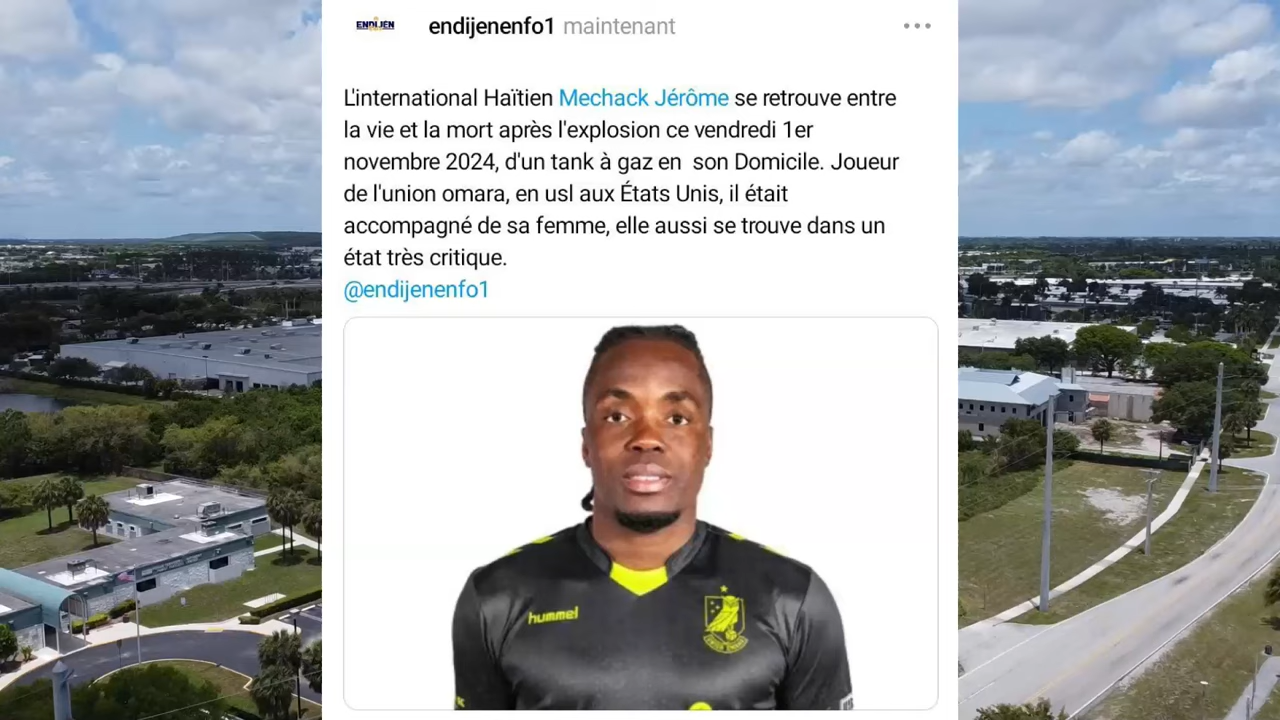 ENDIJEN
endijenenfo1 maintenant
L'international Haïtien Mechack Jérôme se retrouve entre
la vie et la mort après l'explosion ce vendredi 1er
novembre 2024, d'un tank à gaz en son Domicile. Joueur
de l'union omara, en usl aux États Unis, il était
accompagné de sa femme, elle aussi se trouve dans un
état très critique.
@endijenenfo1
hummel